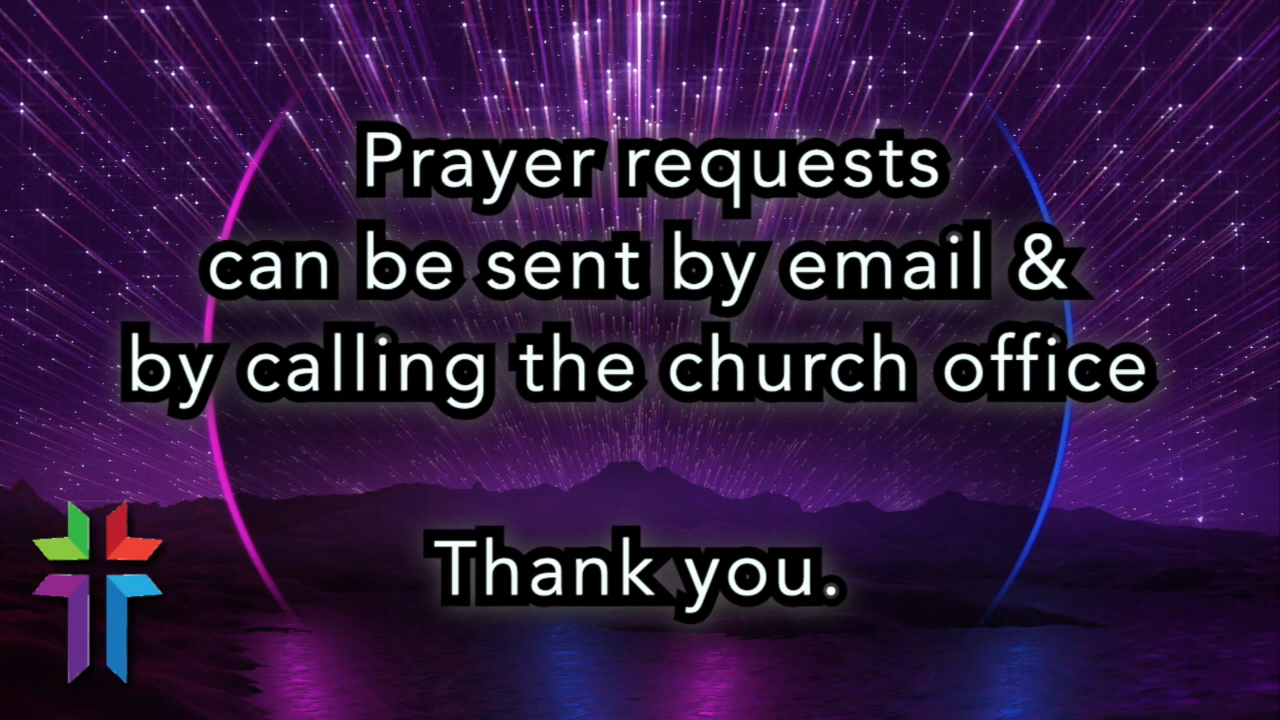 Prayer requests
can be sent by email &
by calling the church office
Thank you.